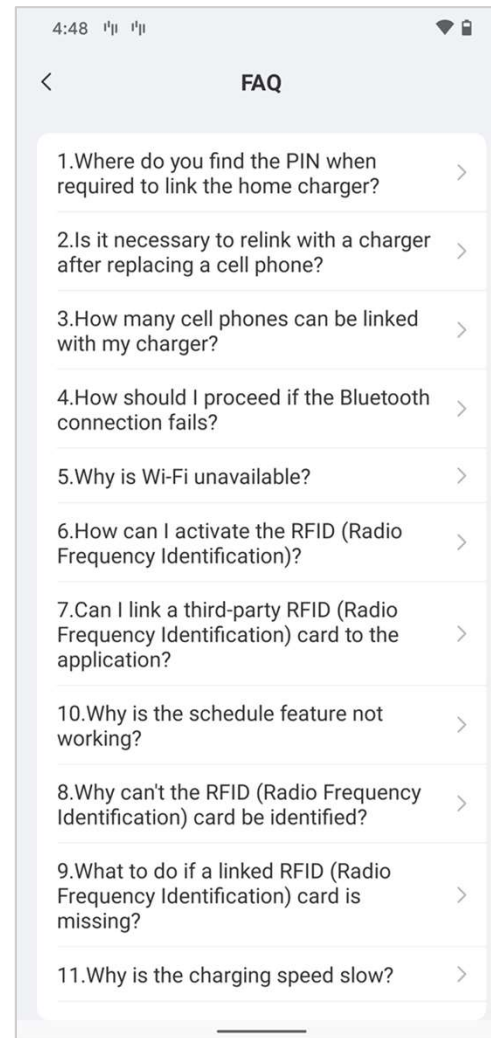 4:48
FAQ
1.Where do you find the PIN when
required to link the home charger?
2.Is it necessary to relink with a charger
after replacing a cell phone?
3.How many cell phones can be linked
with my charger?
4.How should I proceed if the Bluetooth
connection fails?
5.Why is Wi-Fi unavailable?
6.How can I activate the RFID (Radio
Frequency Identification)?
7.Can I link a third-party RFID (Radio
Frequency Identification) card to the
application?
10.Why is the schedule feature not
working?
8.Why can't the RFID (Radio Frequency
Identification) card be identified?
9.What to do if a linked RFID (Radio
Frequency Identification) card is
missing?
11.Why is the charging speed slow?